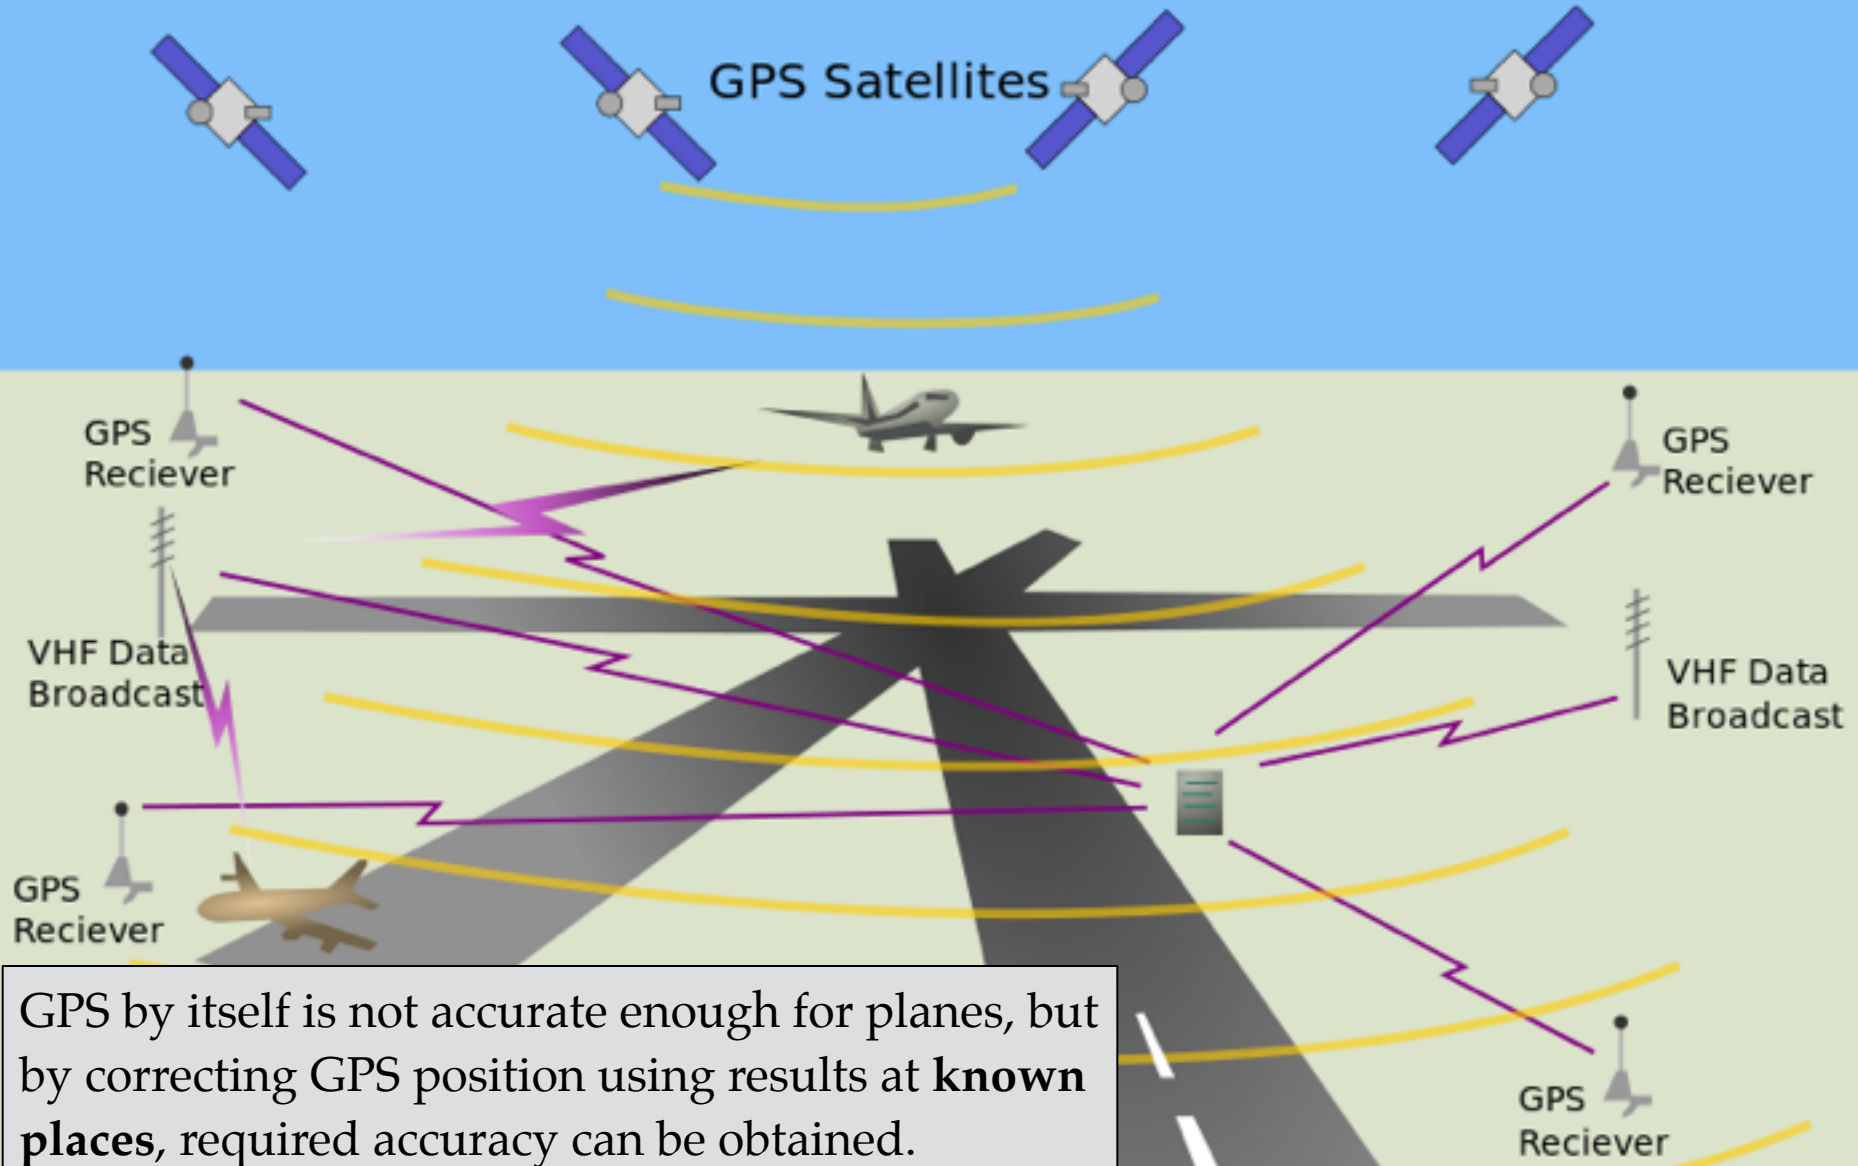 GPS Satellites
GPS
Reciever
GPS
Reciever
VHF Data
Broadcast
VHF Data
Broadcast
GPS
Reciever
GPS by itself is not accurate enough for planes, but
by correcting GPS position using results at known
places, required accuracy can be obtained.
GPS
Reciever